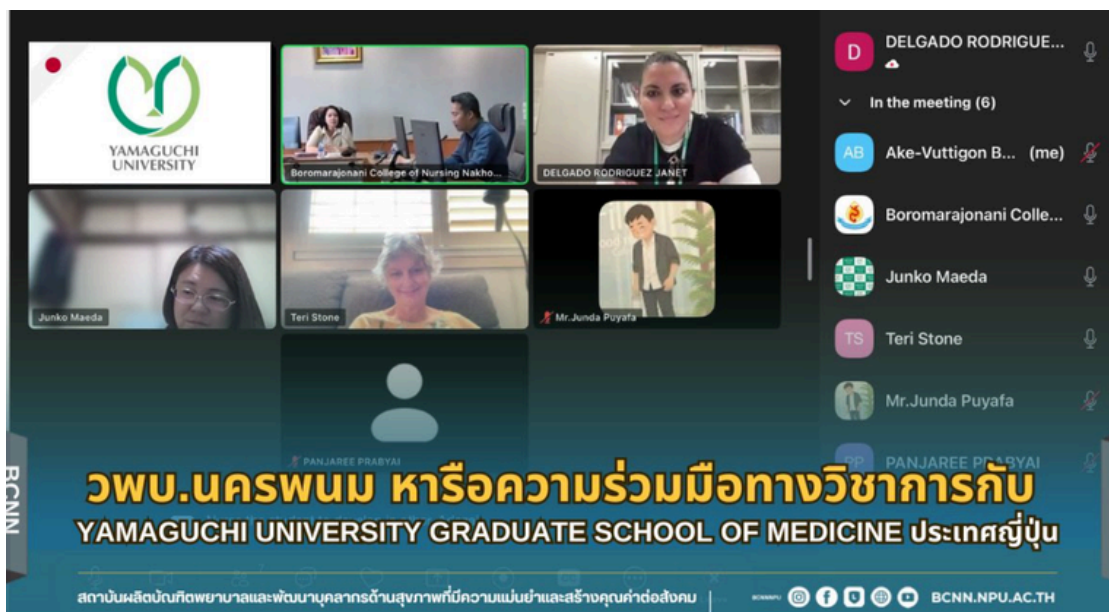 YAMAGUCHI
UNIVERSITY
Boromarajonani College of Nursing Nakho...
DELGADO RODRIGUEZ JANET
Junko Maeda
Teri Stone
Mr.Junda Puyafa
PANJAREE PRABYAI
D
DELGADO RODRIGUE...
In the meeting (6)
AB
Ake-Vuttigon B... (me)
Boromarajonani Colle...
Junko Maeda
TS
Teri Stone
Mr.Junda Puyafa
PP
PANJAREE PRABYAI
BCNN
วพบ.นครพนม หารือความร่วมมือทางวิชาการกับ
YAMAGUCHI UNIVERSITY GRADUATE SCHOOL OF MEDICINE ประเทศญี่ปุ่น
สถาบันผลิตบัณฑิตพยาบาลและพัฒนาบุคลากรด้านสุขภาพที่มีความแม่นยำและสร้างคุณค่าต่อสังคม
BCNN.NPU.AC.TH